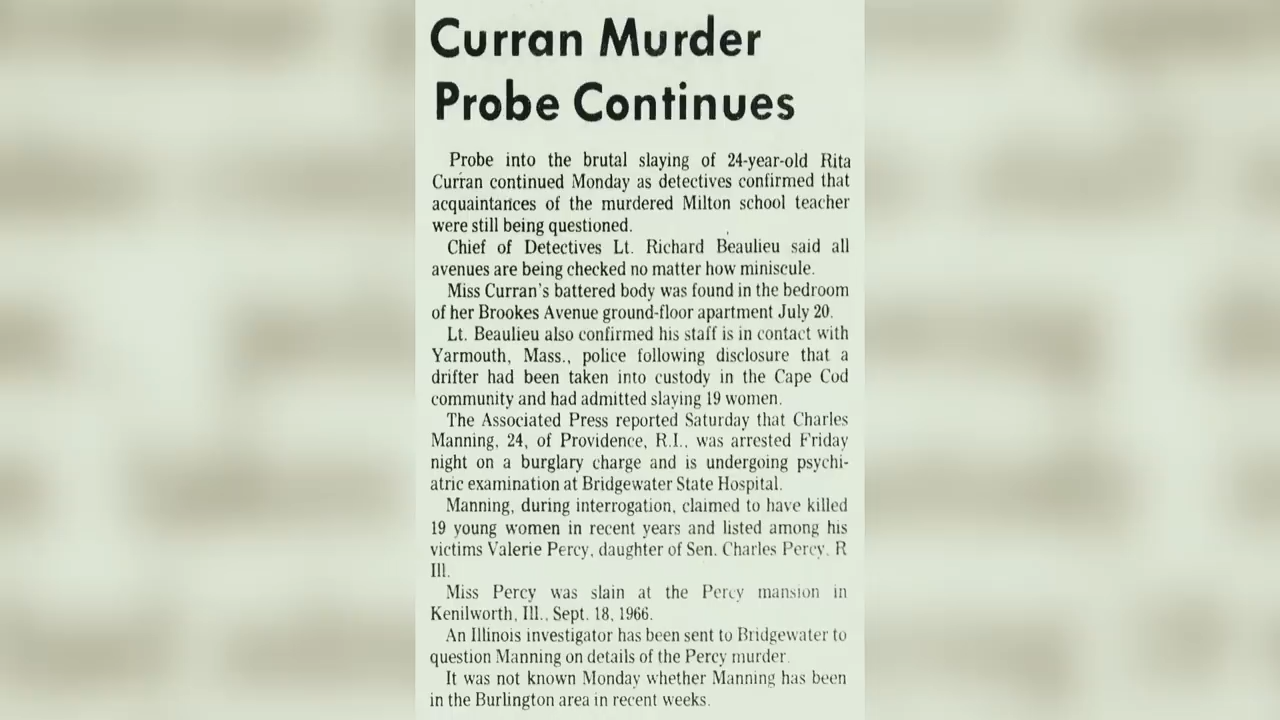 Curran Murder
Probe Continues
Probe into the brutal slaying of 24-year-old Rita
Curran continued Monday as detectives confirmed that
acquaintances of the murdered Milton school teacher
were still being questioned.
Chief of Detectives Lt. Richard Beaulieu said all
avenues are being checked no matter how miniscule.
Miss Curran's battered body was found in the bedroom
of her Brookes Avenue ground-floor apartment July 20.
Lt. Beaulieu also confirmed his staff is in contact with
Yarmouth, Mass., police following disclosure that a
drifter had been taken into custody in the Cape Cod
community and had admitted slaying 19 women.
The Associated Press reported Saturday that Charles
Manning, 24, of Providence, R.I., was arrested Friday
night on a burglary charge and is undergoing psychi-
atric examination at Bridgewater State Hospital.
Manning, during interrogation, claimed to have killed
19 young women in recent years and listed among his
victims Valerie Percy, daughter of Sen. Charles Percy, R
Ill.
Miss Percy was slain at the Percy mansion in
Kenilworth, Ill., Sept. 18, 1966.
An Illinois investigator has been sent to Bridgewater to
question Manning on details of the Percy murder.
It was not known Monday whether Manning has been
in the Burlington area in recent weeks.